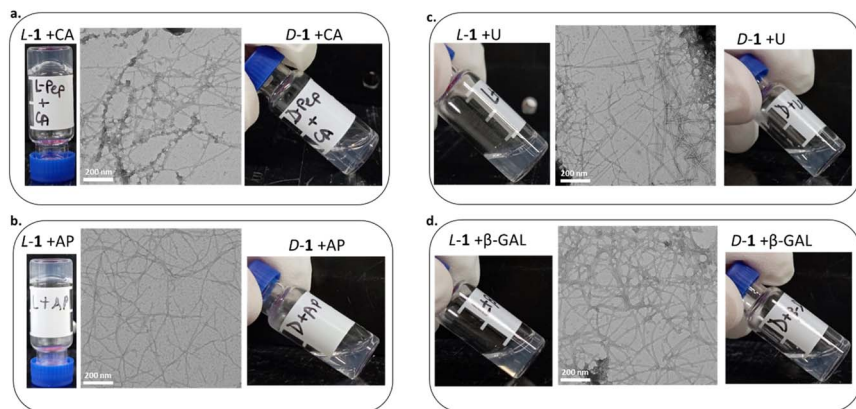 a.
L-1 +CA
D-1 +CA
L-Pep
+
CA
D-Pep
+
CA
200 nm
b.
L-1 +AP
D-1 +AP
L+AP
D+AP
200 nm
c.
L-1 +U
D-1 +U
D+U
200 nm
d.
L-1 +β-GAL
D-1 +β-GAL
200 nm